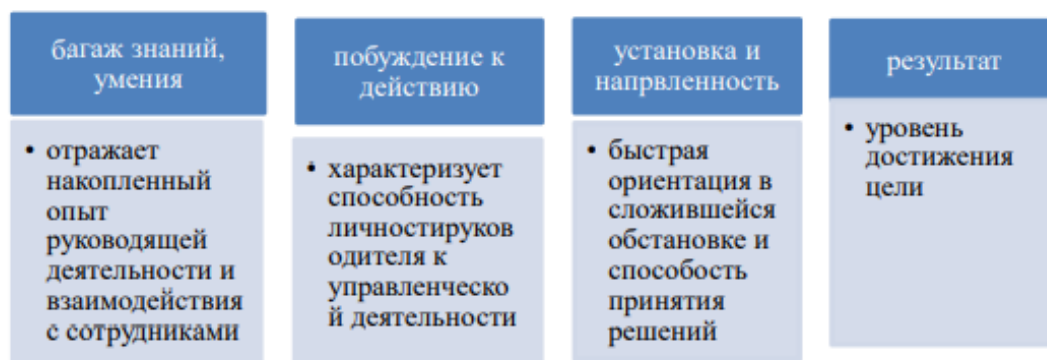 багаж знаний,
умения
• отражает
накопленный
опыт
руководящей
деятельности и
взаимодействия
с сотрудниками
побуждение к
действию
• характеризует
способность
личностируков
одителя к
управленческо
й деятельности
установка и
напрвленность
• быстрая
ориентация в
сложившейся
обстановке и
способость
принятия
решений
результат
• уровень
достижения
цели